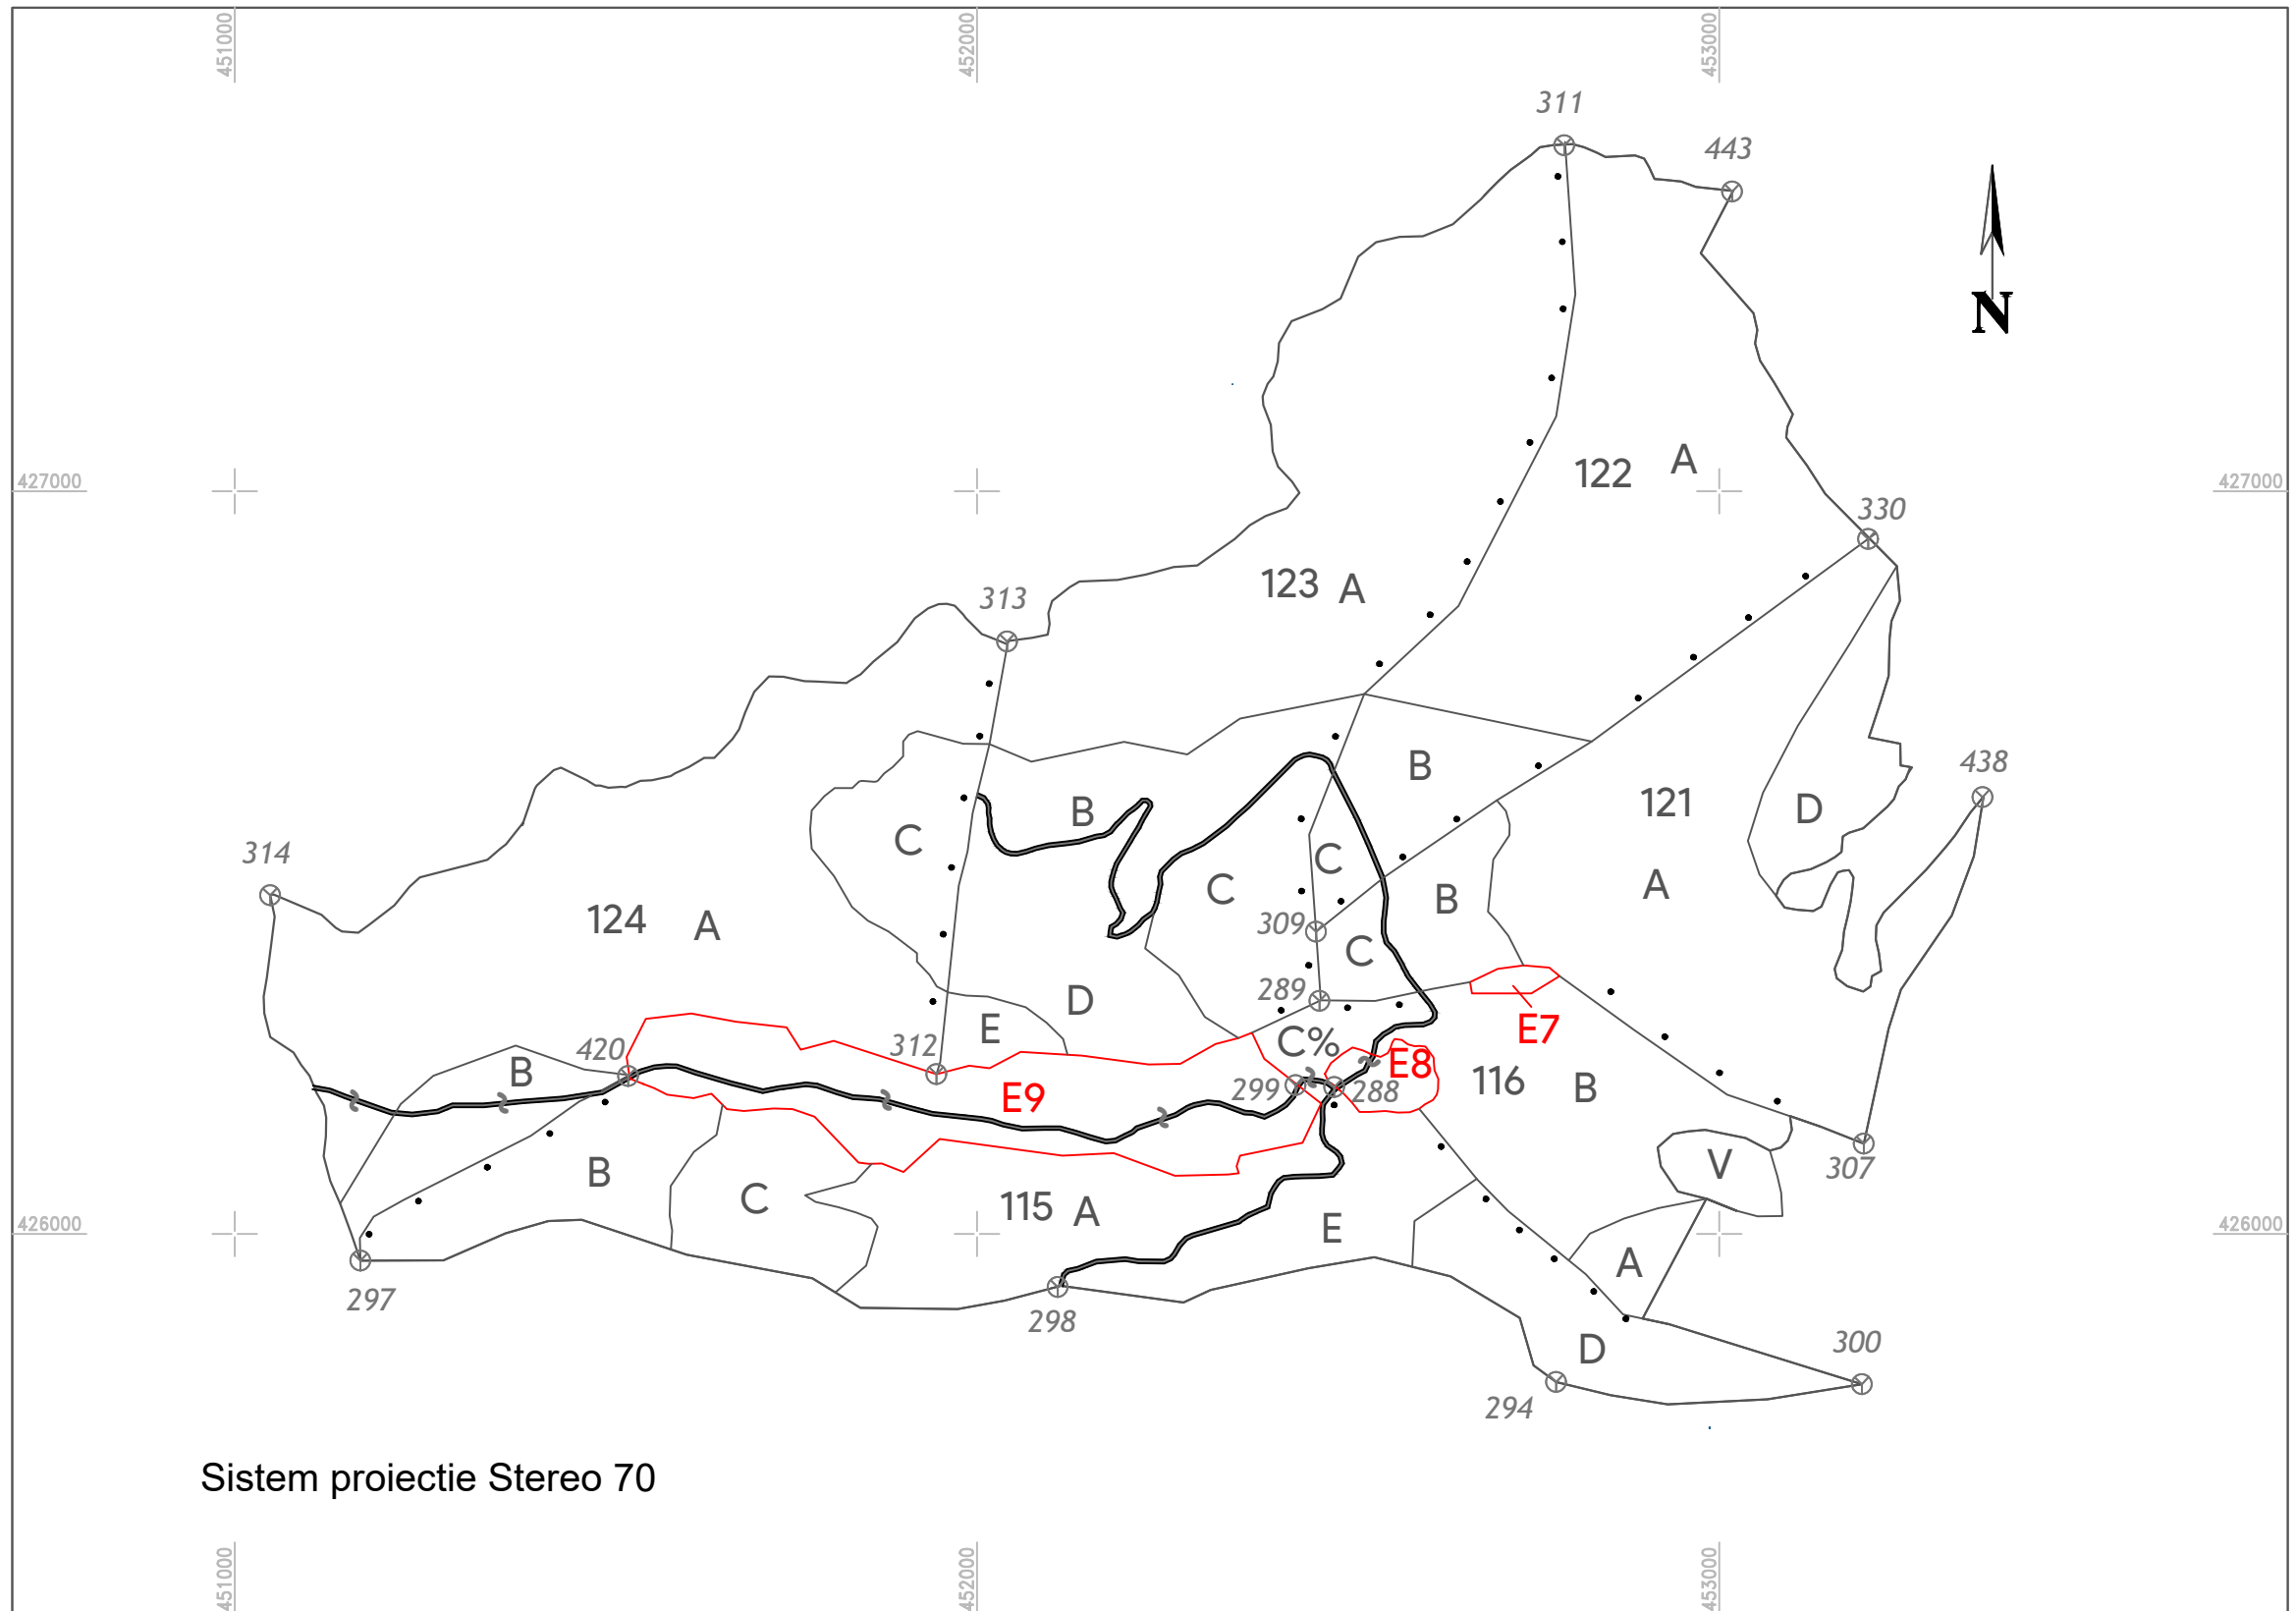 451000
452000
453000
311
443
N
122 A
427000
427000
330
123 A
313
B
438
121
B
D
C
314
C
C
A
B
124 A
309
C
289
D
E
E7
312
C%
420
E8
B
299
288
116 B
E9
V
307
B
C
115 A
E
426000
426000
A
297
298
D
300
294
Sistem proiectie Stereo 70
451000
452000
453000